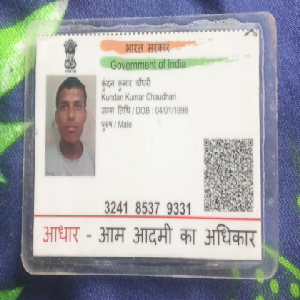 भारत सरकार
Government of India
कुंदन कुमार चौधरी
Kundan Kumar Chaudhari
जन्म तिथि / DOB : 04/01/1998
पुरुष / Male
3241 8537 9331
आधार - आम आदमी का अधिकार